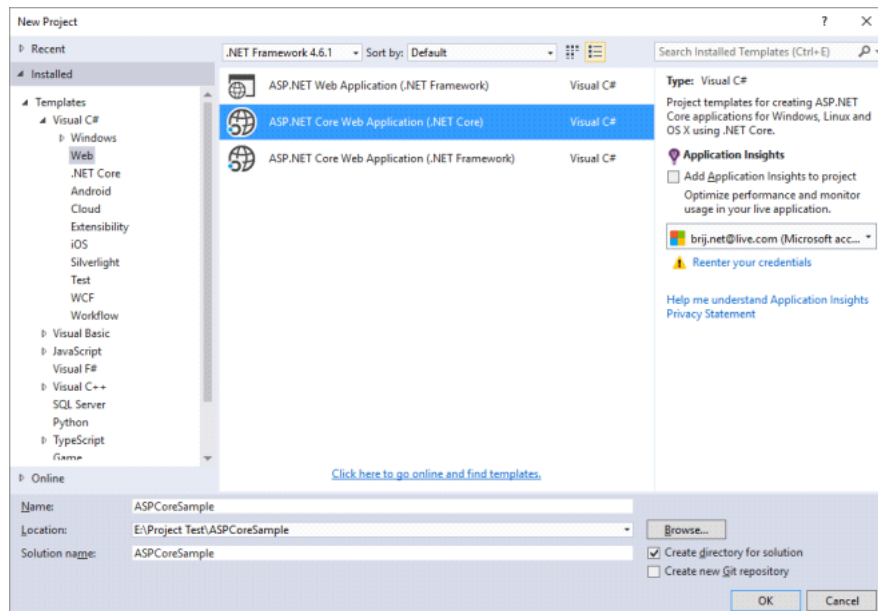 New Project
? ×
Recent
.NET Framework 4.6.1 Sort by: Default
Search Installed Templates (Ctrl+E)
Installed
Templates
Visual C#
Windows
Web
.NET Core
Android
Cloud
Extensibility
iOS
Silverlight
Test
WCF
Workflow
Visual Basic
JavaScript
Visual F#
Visual C++
SQL Server
Python
TypeScript
Game
Online
ASP.NET Web Application (.NET Framework) Visual C#
ASP.NET Core Web Application (.NET Core) Visual C#
ASP.NET Core Web Application (.NET Framework) Visual C#
Click here to go online and find templates.
Type: Visual C#
Project templates for creating ASP.NET
Core applications for Windows, Linux and
OS X using .NET Core.
Application Insights
Add Application Insights to project
Optimize performance and monitor
usage in your live application.
brij.net@live.com (Microsoft acc...
Reenter your credentials
Help me understand Application Insights
Privacy Statement
Name: ASPCoreSample
Location: E:\Project Test\ASPCoreSample
Browse...
Solution name: ASPCoreSample
Create directory for solution
Create new Git repository
OK Cancel